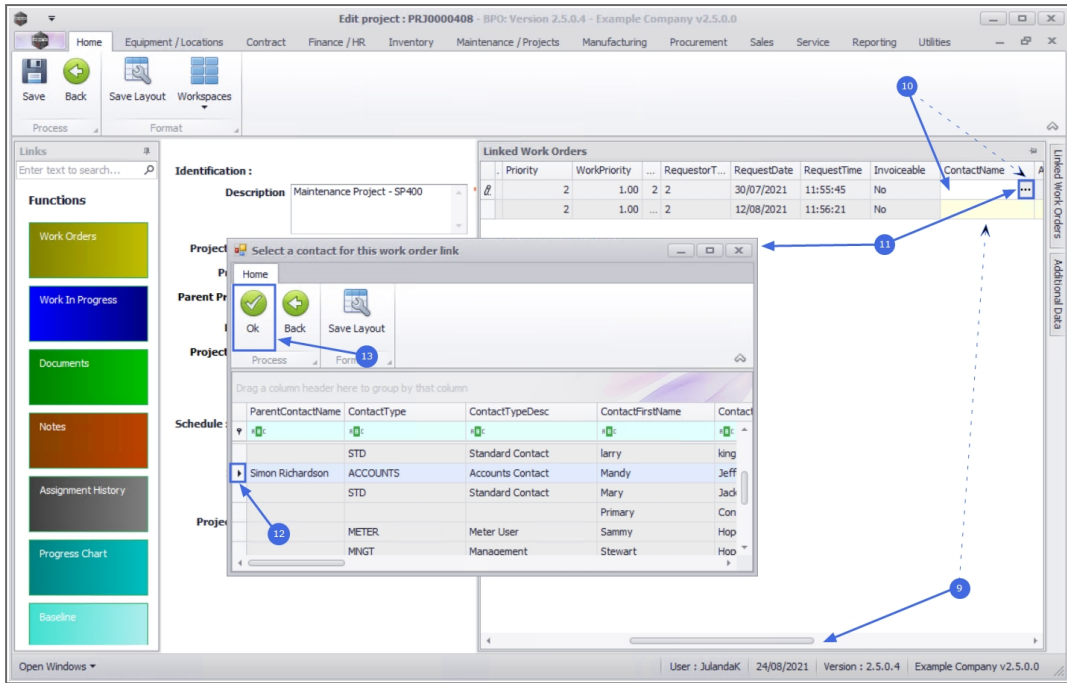 Edit project : PRJ0000408 - BPO: Version 2.5.0.4 - Example Company v2.5.0.0
Home Equipment / Locations Contract Finance / HR Inventory Maintenance / Projects Manufacturing Procurement Sales Service Reporting Utilities
Save Back Save Layout Workspaces
Process Format
10
Links
Enter text to search...
Functions
Work Orders
Work In Progress
Documents
Notes
Assignment History
Progress Chart
Baseline
Identification :
Description Maintenance Project - SP400
Project
Parent Pr
Project
Schedule :
Projec
Linked Work Orders
Priority WorkPriority ... RequestorT... RequestDate RequestTime Invoiceable ContactName A
2 1.00 2 2 30/07/2021 11:55:45 No ...
2 1.00 ... 2 12/08/2021 11:56:21 No
11
Linked Work Orders
Additional Data
Select a contact for this work order link
Home
Ok Back Save Layout
Process Form
13
Drag a column header here to group by that column
ParentContactName ContactType ContactTypeDesc ContactFirstName Contact
STD Standard Contact larry king
Simon Richardson ACCOUNTS Accounts Contact Mandy Jeff
STD Standard Contact Mary Jack
Primary Con
METER Meter User Sammy Hop
MNGT Management Stewart Hop
12
9
Open Windows User : JulandaK 24/08/2021 Version : 2.5.0.4 Example Company v2.5.0.0